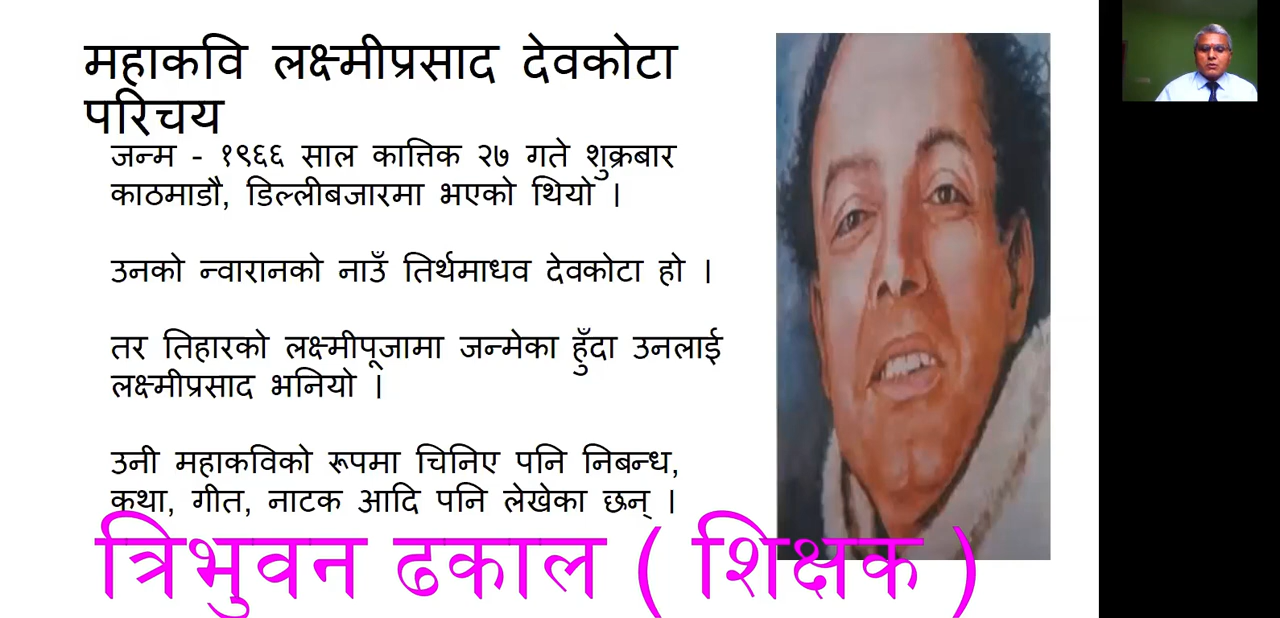 महाकवि लक्ष्मीप्रसाद देवकोटा
परिचय
जन्म - १९६६ साल कात्तिक २७ गते शुक्रबार
काठमाडौ, डिल्लीबजारमा भएको थियो ।
उनको न्वारानको नाउँ तिर्थमाधव देवकोटा हो ।
तर तिहारको लक्ष्मीपूजामा जन्मेका हुँदा उनलाई
लक्ष्मीप्रसाद भनियो ।
उनी महाकविको रूपमा चिनिए पनि निबन्ध,
कथा, गीत, नाटक आदि पनि लेखेका छन् ।
त्रिभुवन ढकाल ( शिक्षक )